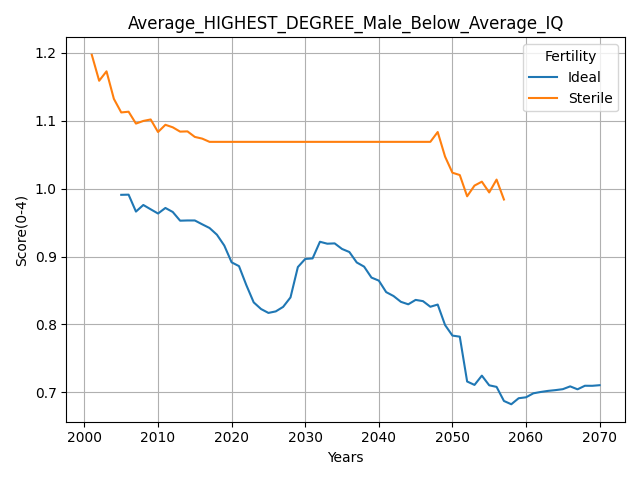 Average_HIGHEST_DEGREE_Male_Below_Average_IQ
Fertility
Ideal
Sterile
Score(0-4)
1.2
1.1
1.0
0.9
0.8
0.7
2000 2010 2020 2030 2040 2050 2060 2070
Years